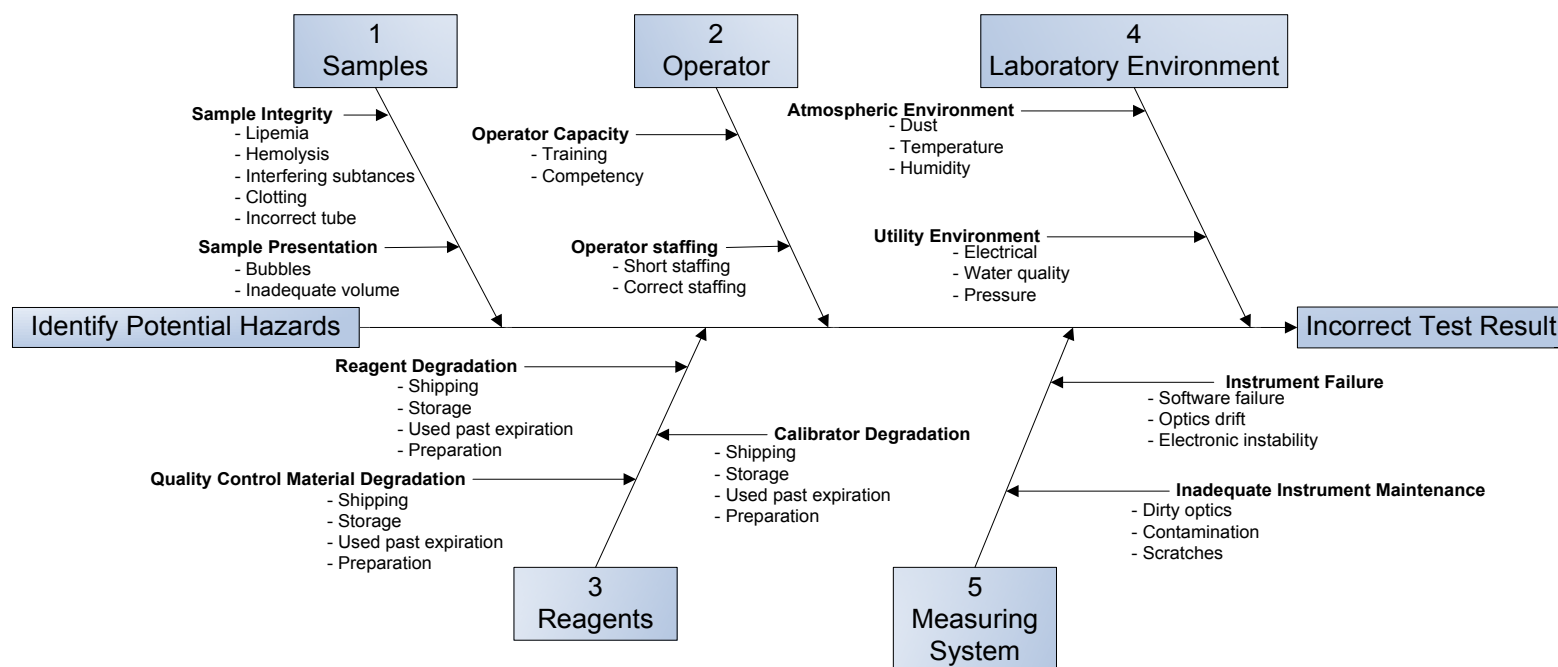 1
Samples
Sample Integrity
- Lipemia
- Hemolysis
- Interfering subtances
- Clotting
- Incorrect tube
Sample Presentation
- Bubbles
- Inadequate volume
2
Operator
Operator Capacity
- Training
- Competency
Operator staffing
- Short staffing
- Correct staffing
4
Laboratory Environment
Atmospheric Environment
- Dust
- Temperature
- Humidity
Utility Environment
- Electrical
- Water quality
- Pressure
Identify Potential Hazards
Incorrect Test Result
Reagent Degradation
- Shipping
- Storage
- Used past expiration
- Preparation
Calibrator Degradation
- Shipping
- Storage
- Used past expiration
- Preparation
Quality Control Material Degradation
- Shipping
- Storage
- Used past expiration
- Preparation
3
Reagents
Instrument Failure
- Software failure
- Optics drift
- Electronic instability
Inadequate Instrument Maintenance
- Dirty optics
- Contamination
- Scratches
5
Measuring
System